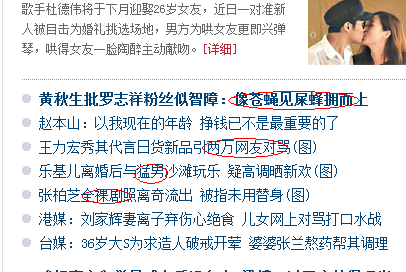 歌手杜德伟将于下月迎娶26岁女友，近日一对准新
人被目击为婚礼挑选场地，男方为哄女友更即兴弹
琴，哄得女友一脸陶醉主动献吻。[详细]
黄秋生批罗志祥粉丝似智障：像苍蝇见屎蜂拥而上
赵本山：以我现在的年龄 挣钱已不是最重要的了
王力宏秀其代言日货新品引两万网友对骂(图)
乐基儿离婚后与猛男沙滩玩乐 疑高调晒新欢(图)
张柏芝全裸剧照离奇流出 被指未用替身(图)
港媒：刘家辉妻离子弃伤心绝食 儿女网上对骂打口水战
台媒：36岁大S为求造人破戒开荤 婆婆张兰熬药帮其调理